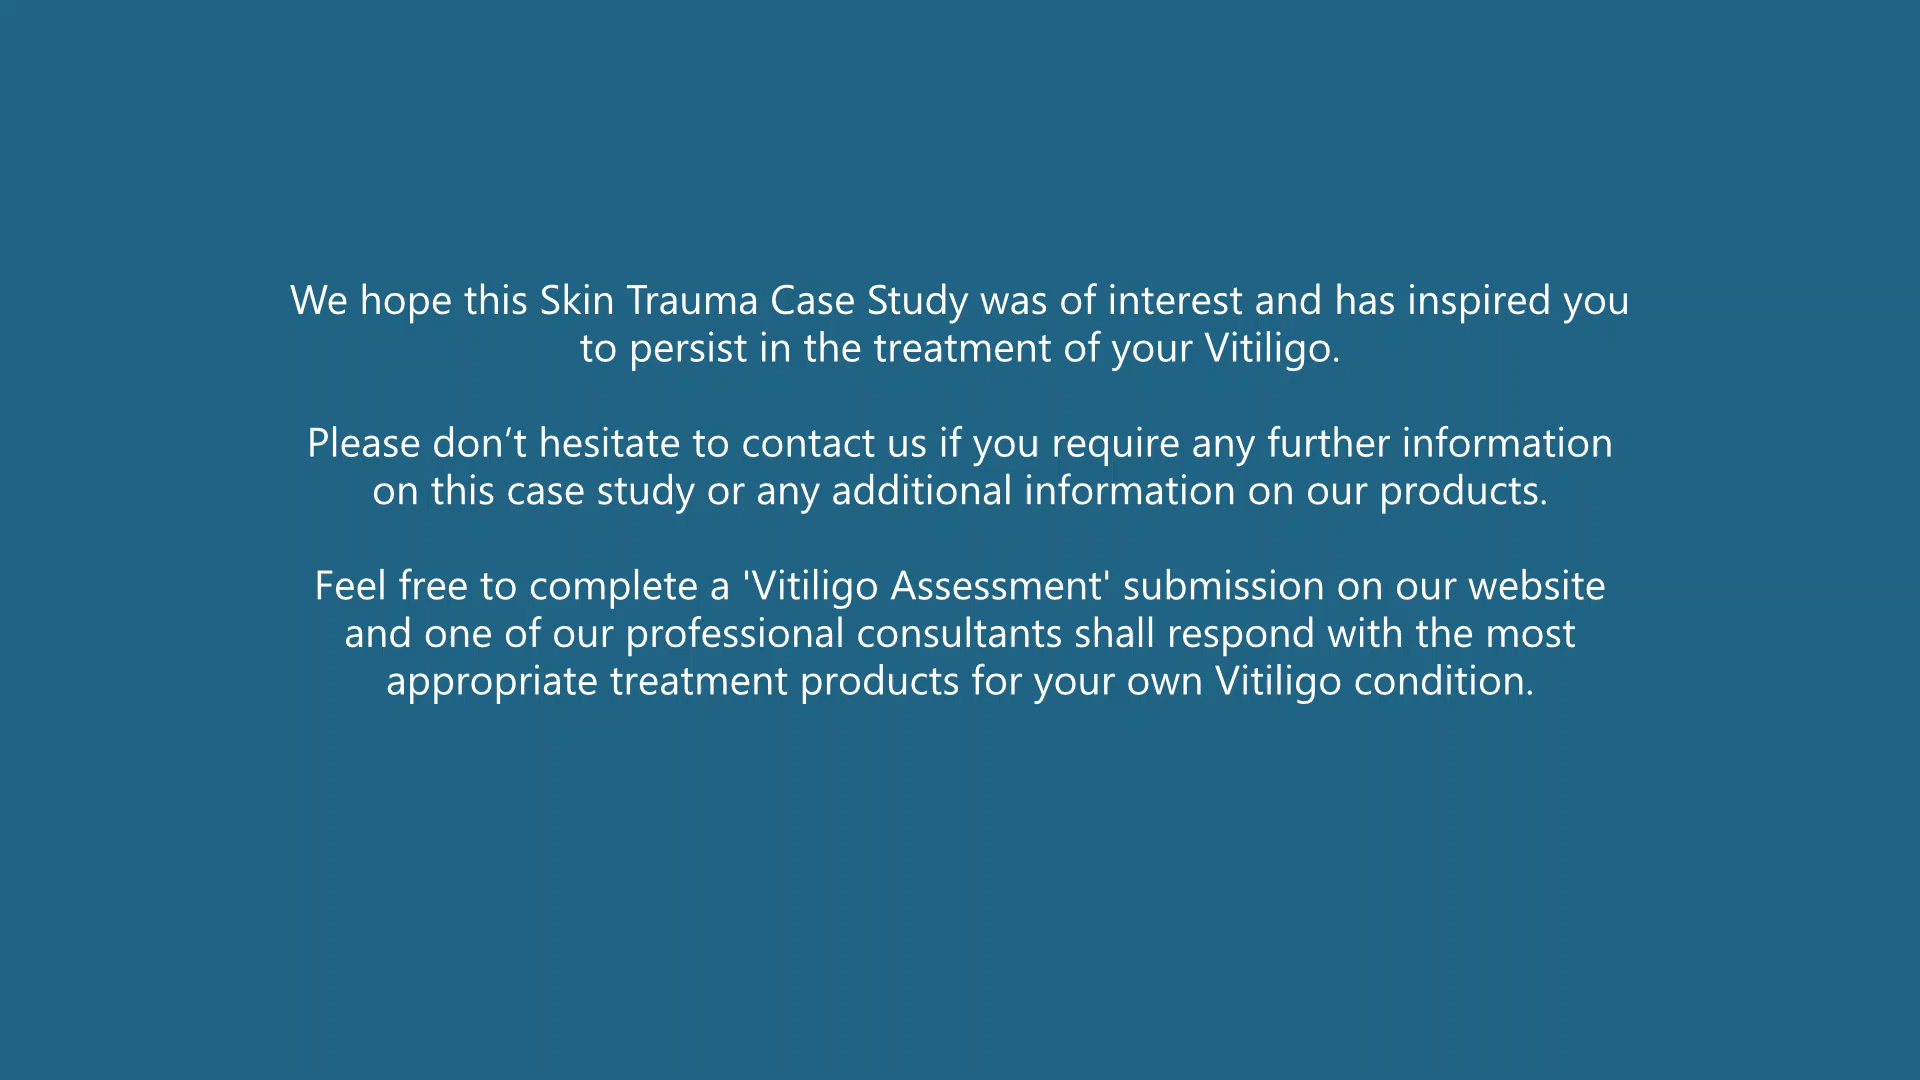 We hope this Skin Trauma Case Study was of interest and has inspired you
to persist in the treatment of your Vitiligo.
Please don’t hesitate to contact us if you require any further information
on this case study or any additional information on our products.
Feel free to complete a 'Vitiligo Assessment' submission on our website
and one of our professional consultants shall respond with the most
appropriate treatment products for your own Vitiligo condition.